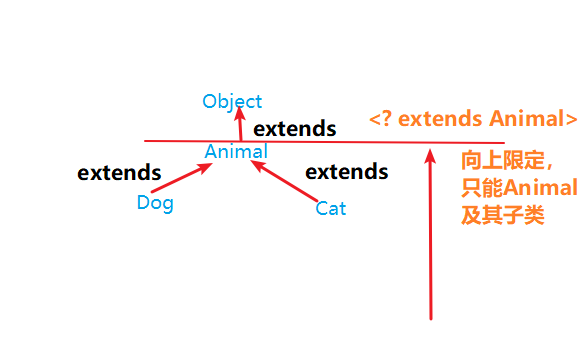 Object
<? extends Animal>
extends
Animal
向上限定，
extends
extends
只能Animal
Dog
Cat
及其子类